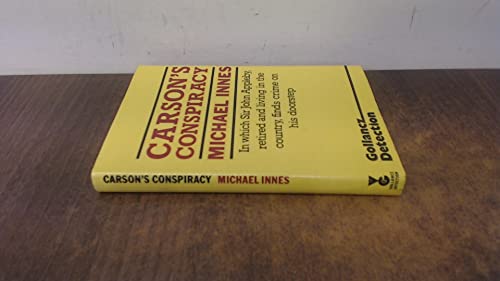 CARSON'S
CONSPIRACY
MICHAEL INNES
In which Sir John Appleby,
retired and living in the
country, finds crime on
his doorstep
Gollancz
Detection
CARSON'S CONSPIRACY MICHAEL INNES
VG